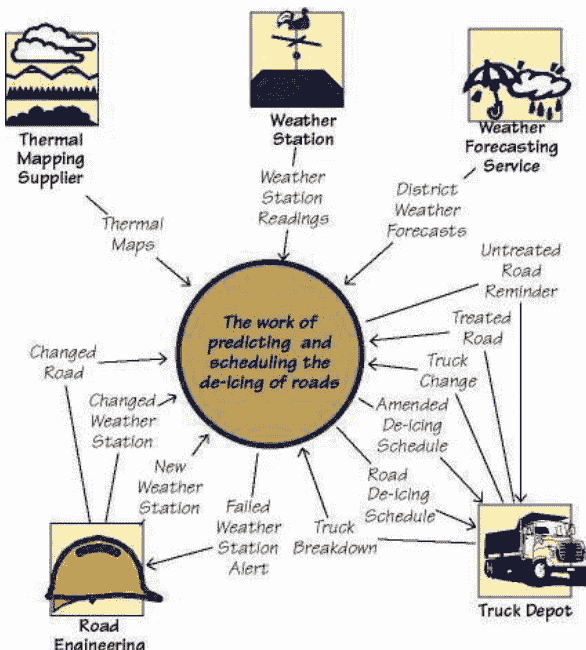 Thermal
Mapping
Supplier
Weather
Station
Weather
Forecasting
Service
Thermal
Maps
Weather
Station
Readings
District
Weather
Forecasts
Untreated
Road
Reminder
The work of
predicting and
scheduling the
de-icing of roads
Treated
Road
Truck
Change
Amended
De-icing
Schedule
Road
De-icing
Schedule
Truck
Breakdown
Failed
Weather
Station
Alert
New
Weather
Station
Changed
Weather
Station
Changed
Road
Road
Engineering
Truck Depot